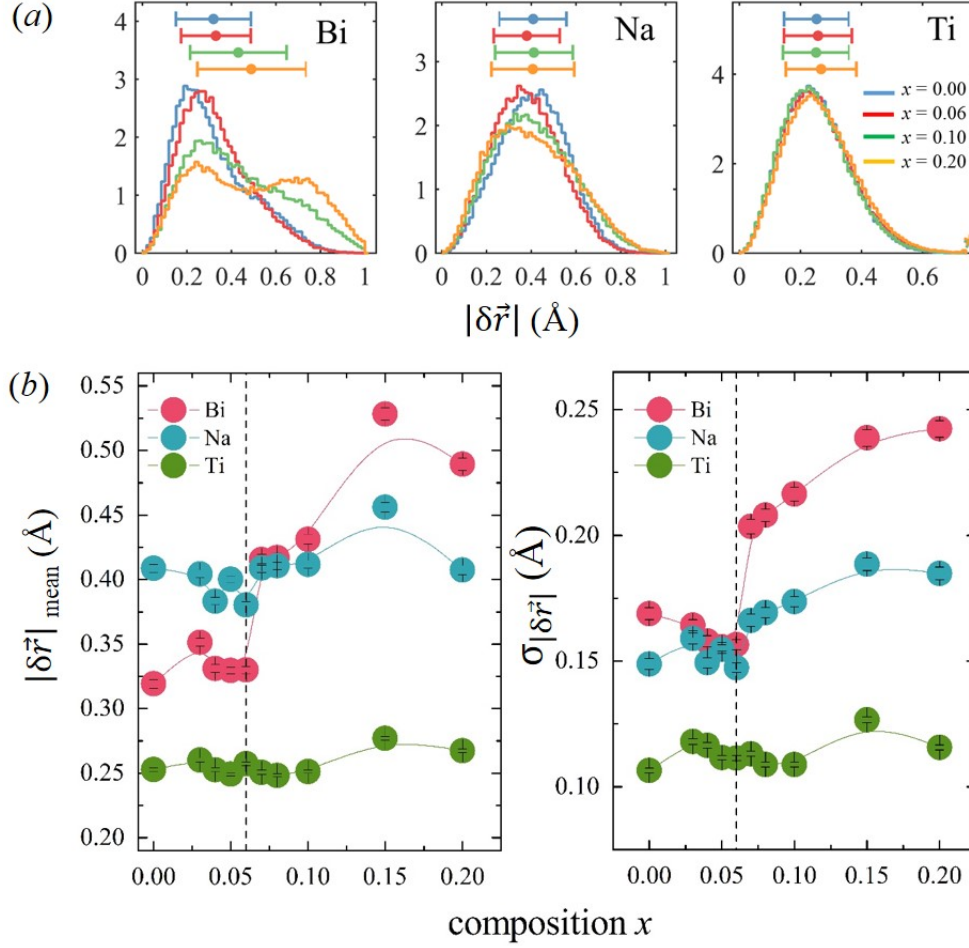 (a)
Bi
Na
Ti
4
3
2
1
0
0 0.2 0.4 0.6 0.8 1
3
2
1
0
0 0.2 0.4 0.6 0.8 1
4
2
0
0 0.2 0.4 0.6
x = 0.00
x = 0.06
x = 0.10
x = 0.20
|δr⃗| (Å)
(b)
|δr⃗| mean (Å)
0.55
0.50
0.45
0.40
0.35
0.30
0.25
0.20
Bi
Na
Ti
0.00 0.05 0.10 0.15 0.20
σ|δr⃗| (Å)
0.25
0.20
0.15
0.10
Bi
Na
Ti
0.00 0.05 0.10 0.15 0.20
composition x